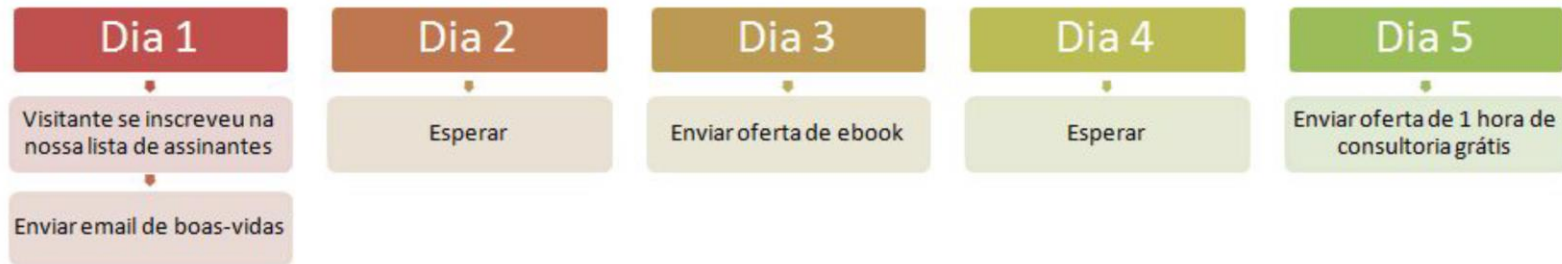 Dia 1
Visitante se inscreveu na
nossa lista de assinantes
Enviar email de boas-vidas
Dia 2
Esperar
Dia 3
Enviar oferta de ebook
Dia 4
Esperar
Dia 5
Enviar oferta de 1 hora de
consultoria grátis